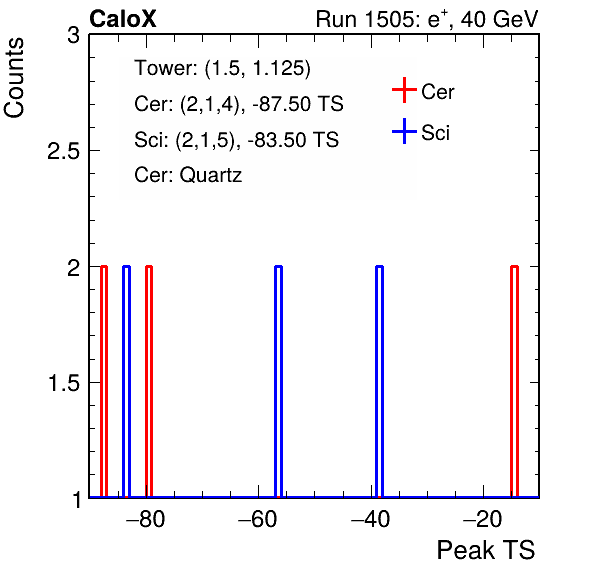 CaloX Run 1505: e⁺, 40 GeV
Counts
3
2.5
2
1.5
1
Tower: (1.5, 1.125)
Cer: (2,1,4), -87.50 TS
Sci: (2,1,5), -83.50 TS
Cer: Quartz
Cer
Sci
−80 −60 −40 −20
Peak TS